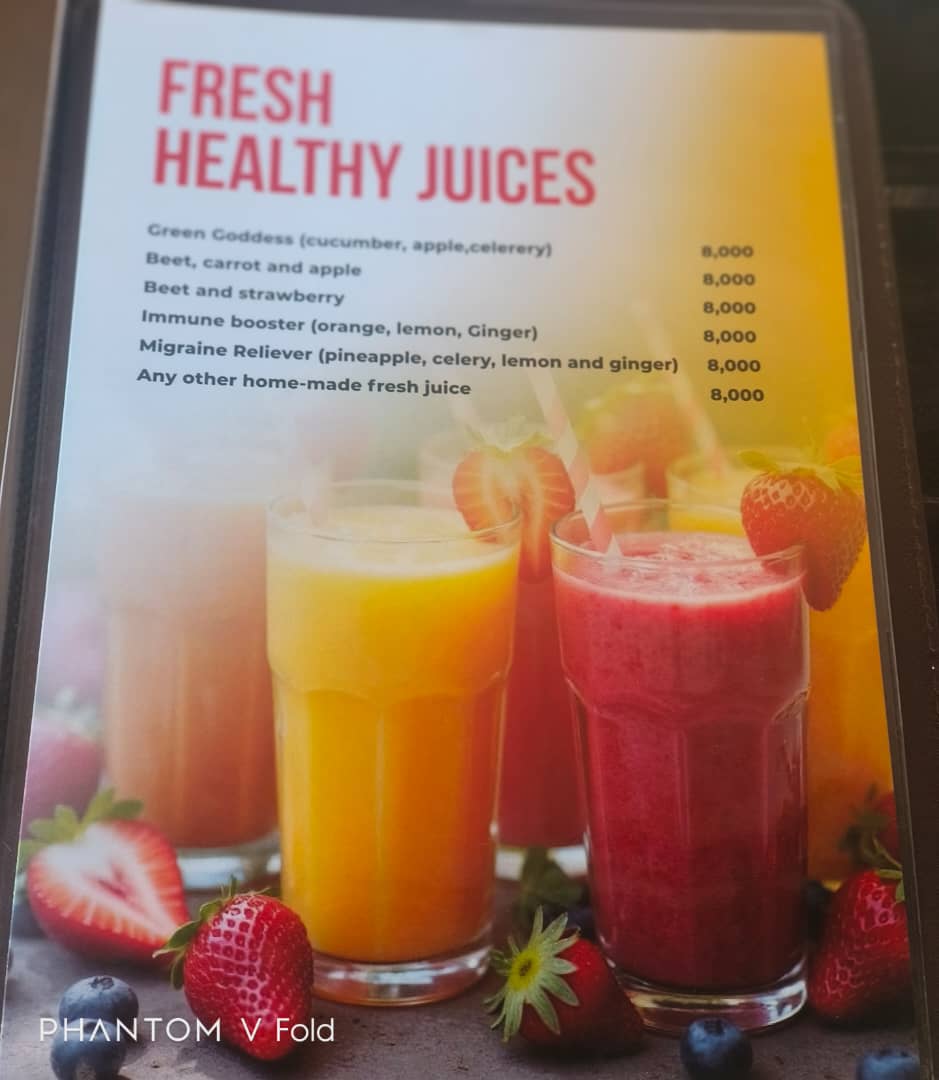 FRESH
HEALTHY JUICES
Green Goddess (cucumber, apple,celerery) 8,000
Beet, carrot and apple 8,000
Beet and strawberry 8,000
Immune booster (orange, lemon, Ginger) 8,000
Migraine Reliever (pineapple, celery, lemon and ginger) 8,000
Any other home-made fresh juice 8,000
PHANTOM V Fold